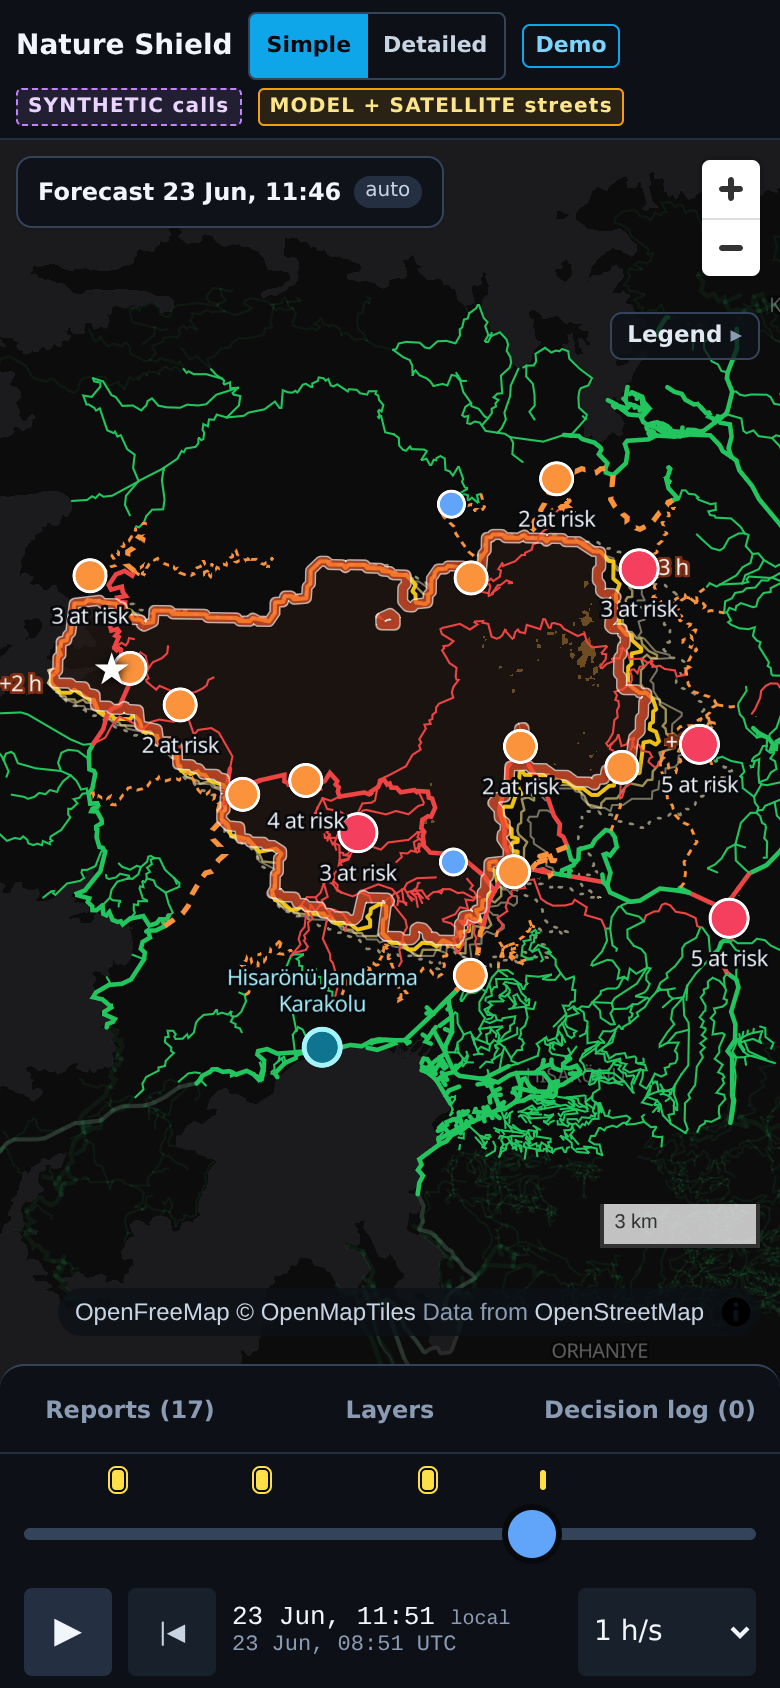 Nature Shield
Simple
Detailed
Demo
SYNTHETIC calls
MODEL + SATELLITE streets
Forecast 23 Jun, 11:46 auto
+
−
Legend ▸
2 at risk
3 h
3 at risk
3 at risk
+2 h
2 at risk
+
2 at risk
5 at risk
4 at risk
3 at risk
5 at risk
Hisarönü Jandarma
Karakolu
3 km
OpenFreeMap © OpenMapTiles Data from OpenStreetMap
ORHANIYE
Reports (17)
Layers
Decision log (0)
23 Jun, 11:51 local
23 Jun, 08:51 UTC
1 h/s